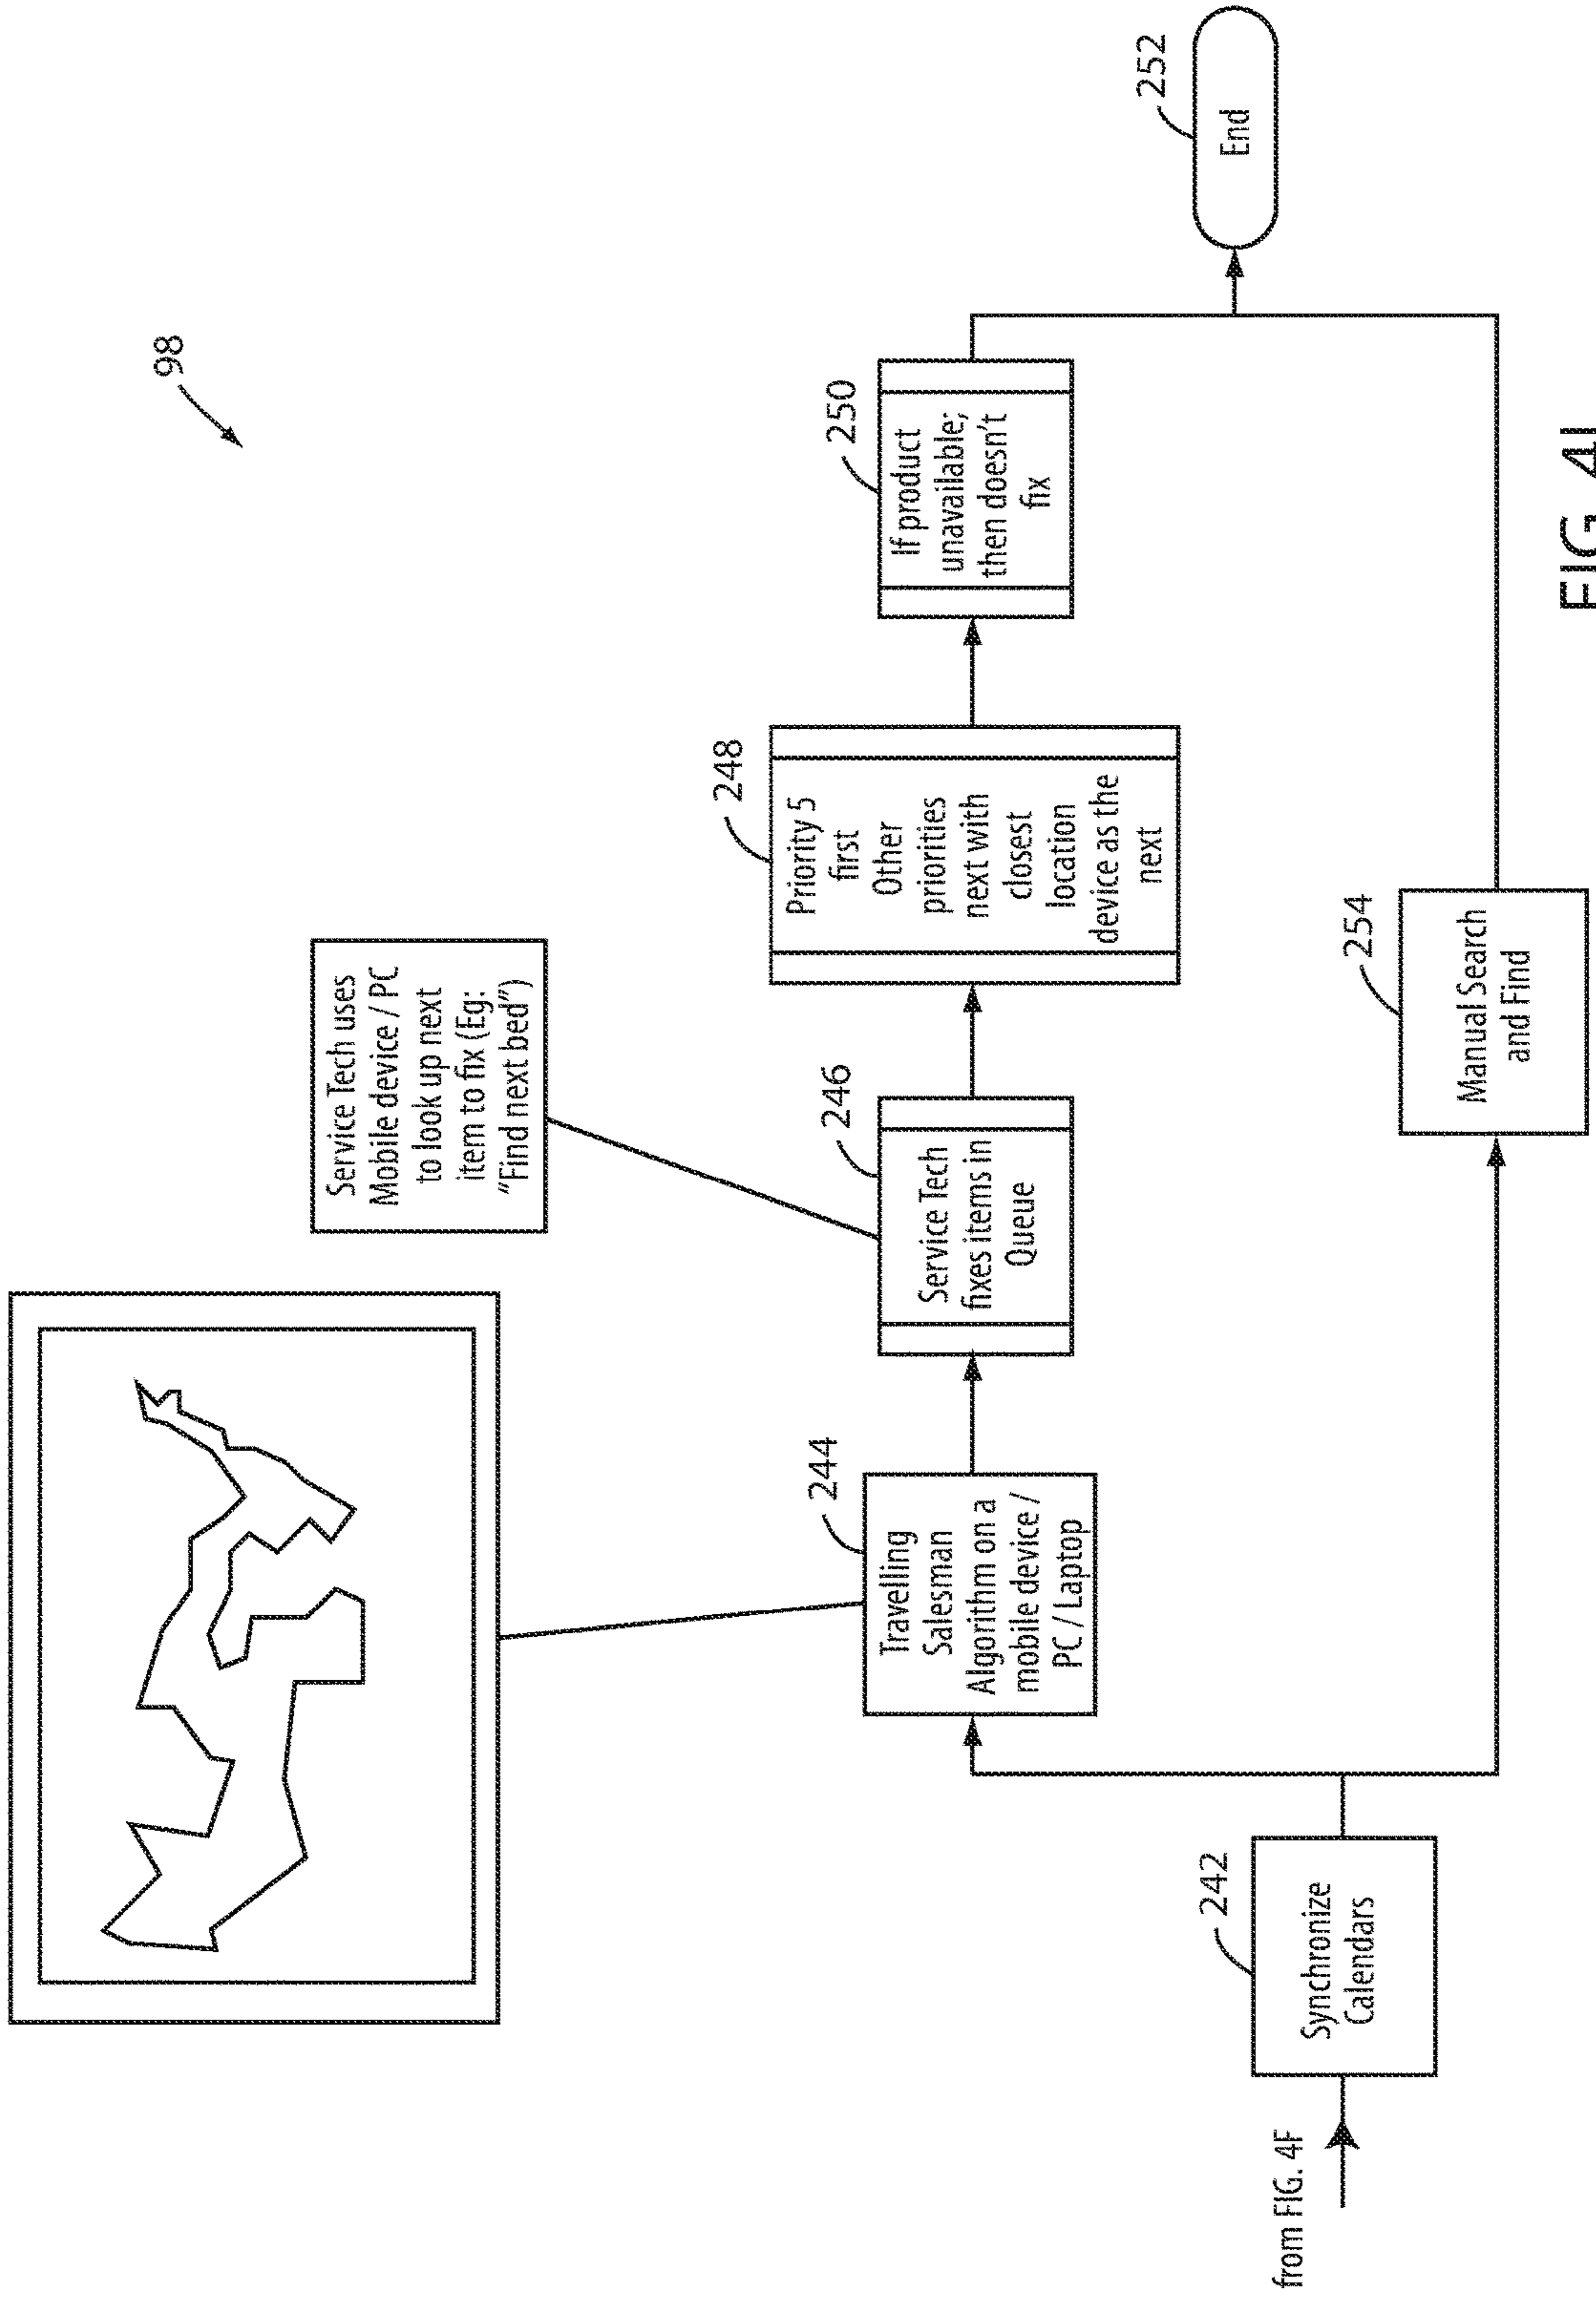 98
Service Tech uses
Mobile device / PC
to look up next
item to fix (Eg:
"Find next bed")
244
Travelling
Salesman
Algorithm on a
mobile device /
PC / Laptop
246
Service Tech
fixes items in
Queue
248
Priority 5
first
Other
priorities
next with
closest
location
device as the
next
250
If product
unavailable;
then doesn't
fix
252
End
from FIG. 4F
242
Synchronize
Calendars
254
Manual Search
and Find
FIG.